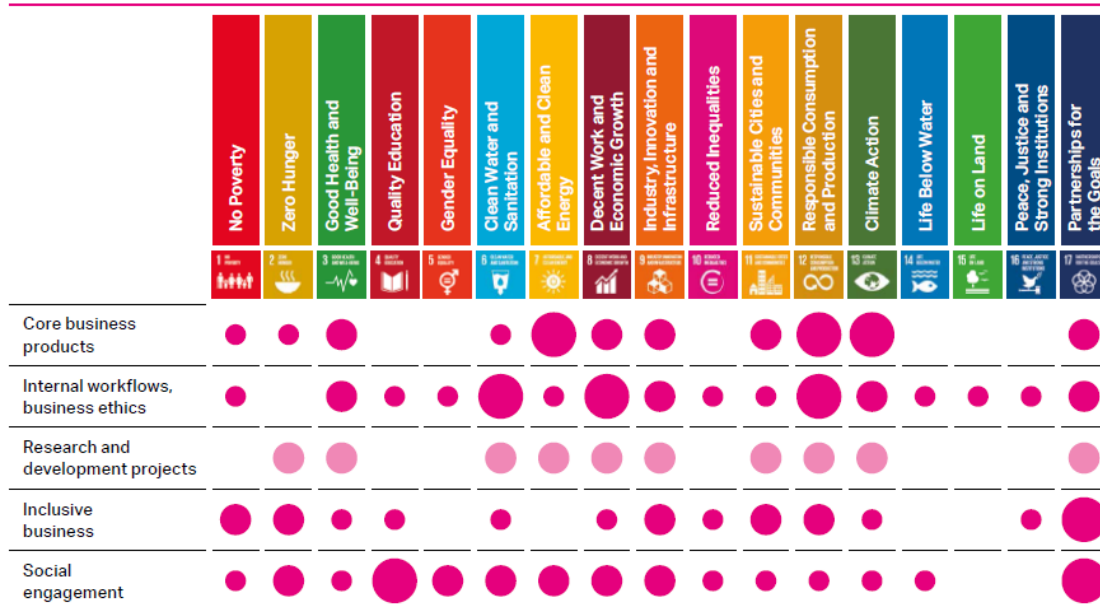 No Poverty
Zero Hunger
Good Health and
Well-Being
Quality Education
Gender Equality
Clean Water and
Sanitation
Affordable and Clean
Energy
Decent Work and
Economic Growth
Industry, Innovation and
Infrastructure
Reduced Inequalities
Sustainable Cities and
Communities
Responsible Consumption
and Production
Climate Action
Life Below Water
Life on Land
Peace, Justice and
Strong Institutions
Partnerships for
the Goals
1
2
3
4
5
6
7
8
9
10
11
12
13
14
15
16
17
Core business
products
Internal workflows,
business ethics
Research and
development projects
Inclusive
business
Social
engagement